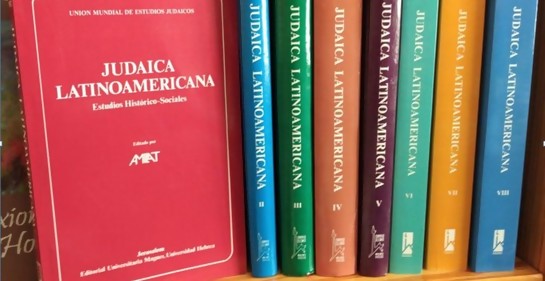 UNION MUNDIAL DE ESTUDIOS JUDAICOS
JUDAICA
LATINOAMERICANA
Estudios Histórico-Sociales
Editado por
AMILAT
Jerusalem
Editorial Universitaria Magnes, Universidad Hebrea
JUDAICA LATINOAMERICANA II
JUDAICA LATINOAMERICANA III
JUDAICA LATINOAMERICANA IV
JUDAICA LATINOAMERICANA V
JUDAICA LATINOAMERICANA VI
JUDAICA LATINOAMERICANA VII
JUDAICA LATINOAMERICANA VIII